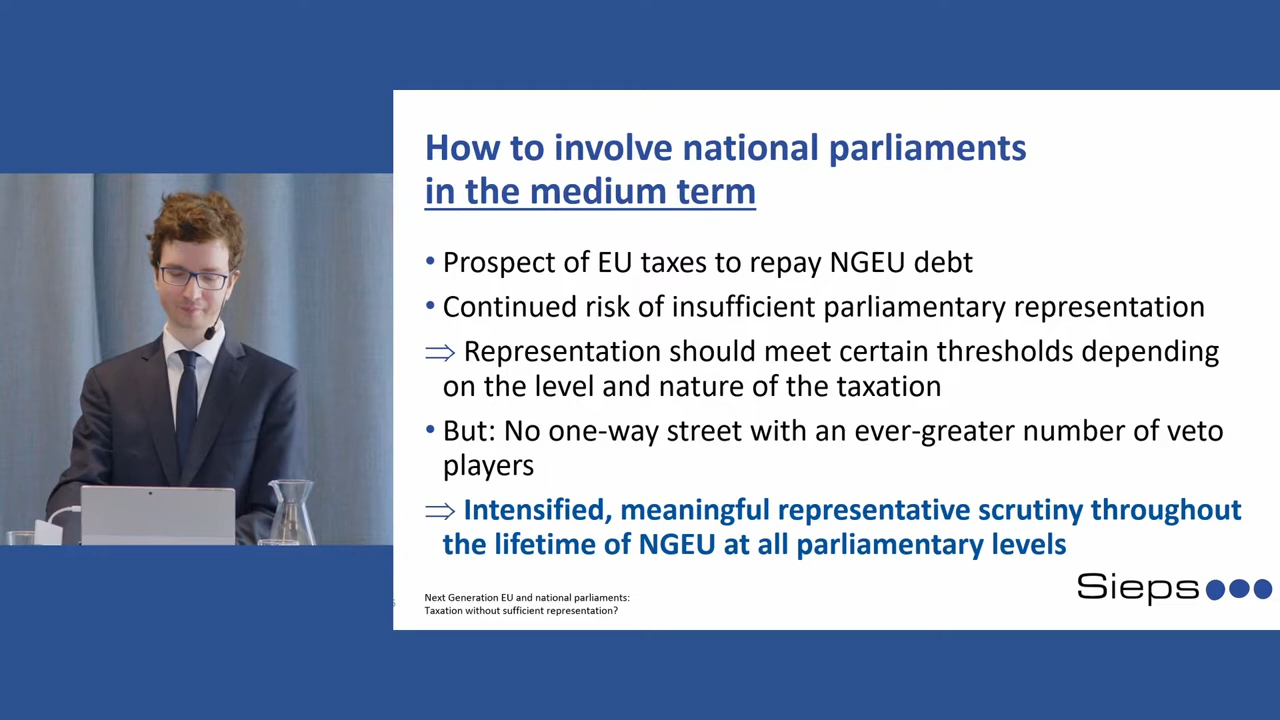 How to involve national parliaments
in the medium term
• Prospect of EU taxes to repay NGEU debt
• Continued risk of insufficient parliamentary representation
⇒ Representation should meet certain thresholds depending
on the level and nature of the taxation
• But: No one-way street with an ever-greater number of veto
players
⇒ Intensified, meaningful representative scrutiny throughout
the lifetime of NGEU at all parliamentary levels
Next Generation EU and national parliaments:
Taxation without sufficient representation?
Sieps